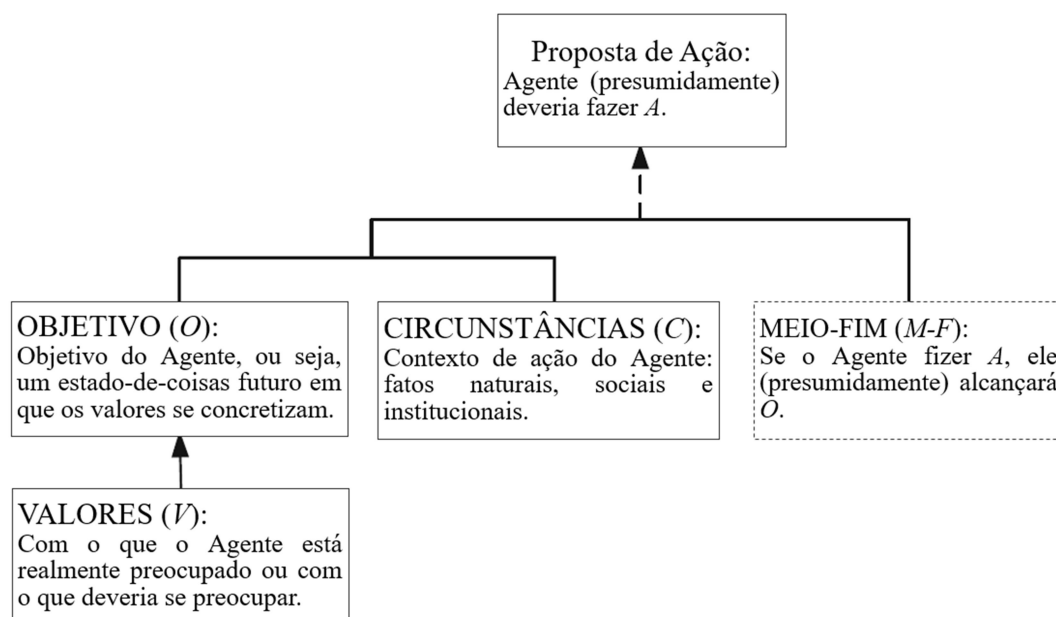 Proposta de Ação:
Agente (presumidamente)
deveria fazer A.
OBJETIVO (O):
Objetivo do Agente, ou seja,
um estado-de-coisas futuro em
que os valores se concretizam.
CIRCUNSTÂNCIAS (C):
Contexto de ação do Agente:
fatos naturais, sociais e
institucionais.
MEIO-FIM (M-F):
Se o Agente fizer A, ele
(presumidamente) alcançará
O.
VALORES (V):
Com o que o Agente está
realmente preocupado ou com
o que deveria se preocupar.